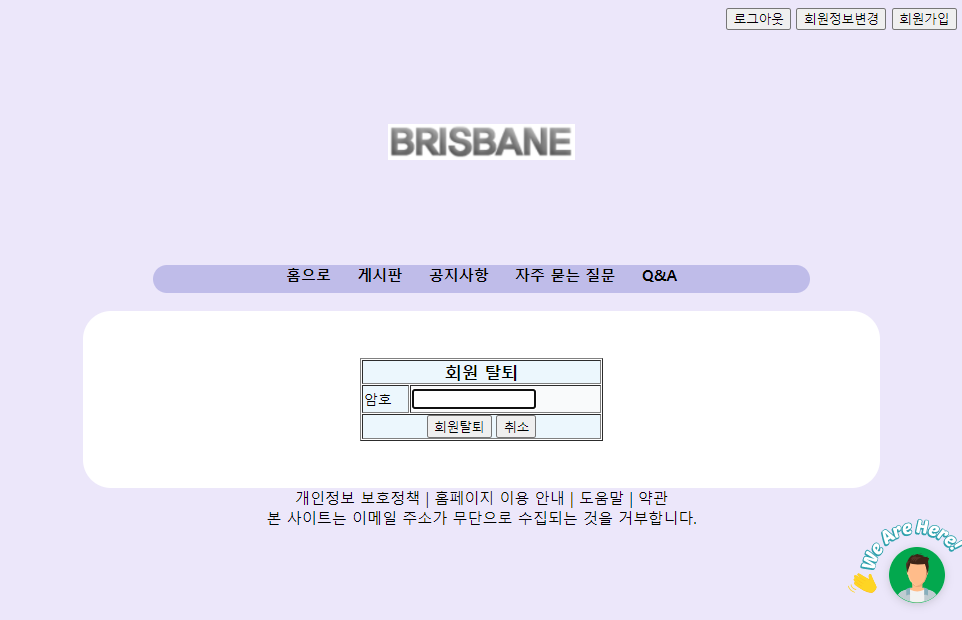 로그아웃 회원정보변경 회원가입
BRISBANE
홈으로 게시판 공지사항 자주 묻는 질문 Q&A
회원 탈퇴
암호
회원탈퇴 취소
개인정보 보호정책 | 홈페이지 이용 안내 | 도움말 | 약관
본 사이트는 이메일 주소가 무단으로 수집되는 것을 거부합니다.
We Are Here!